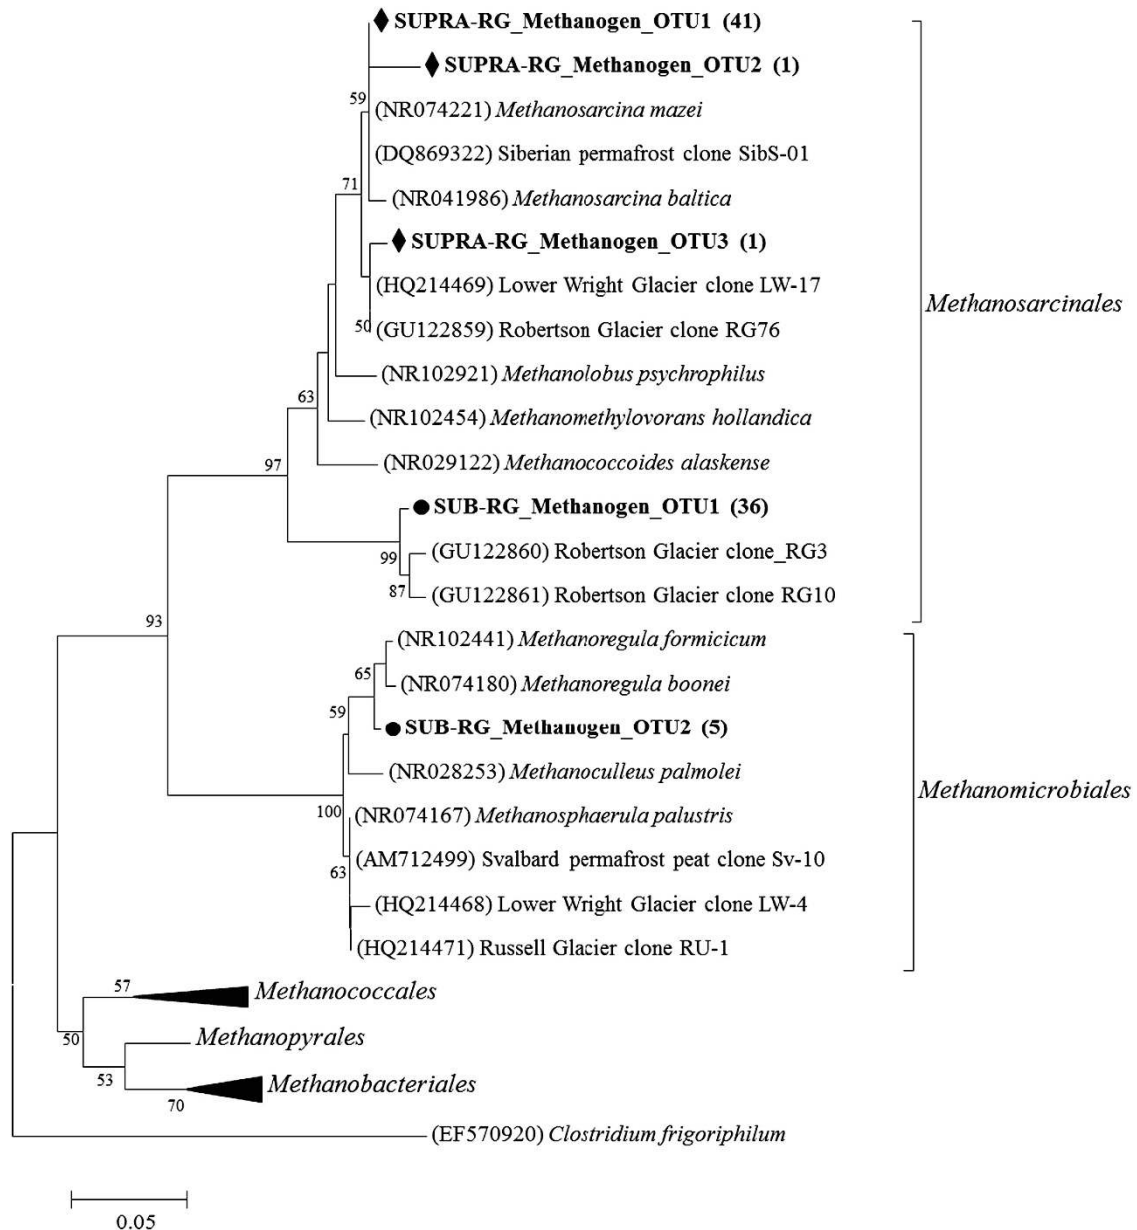 SUPRA-RG_Methanogen_OTU1 (41)
SUPRA-RG_Methanogen_OTU2 (1)
59
(NR074221) Methanosarcina mazei
(DQ869322) Siberian permafrost clone SibS-01
71
(NR041986) Methanosarcina baltica
SUPRA-RG_Methanogen_OTU3 (1)
(HQ214469) Lower Wright Glacier clone LW-17
Methanosarcinales
50
(GU122859) Robertson Glacier clone RG76
(NR102921) Methanolobus psychrophilus
63
(NR102454) Methanomethylovorans hollandica
97
(NR029122) Methanococcoides alaskense
SUB-RG_Methanogen_OTU1 (36)
99
(GU122860) Robertson Glacier clone_RG3
87
(GU122861) Robertson Glacier clone RG10
93
(NR102441) Methanoregula formicicum
65
(NR074180) Methanoregula boonei
59
SUB-RG_Methanogen_OTU2 (5)
(NR028253) Methanoculleus palmolei
Methanomicrobiales
100
(NR074167) Methanosphaerula palustris
63
(AM712499) Svalbard permafrost peat clone Sv-10
(HQ214468) Lower Wright Glacier clone LW-4
(HQ214471) Russell Glacier clone RU-1
57
Methanococcales
50
Methanopyrales
53
Methanobacteriales
70
(EF570920) Clostridium frigoriphilum
0.05